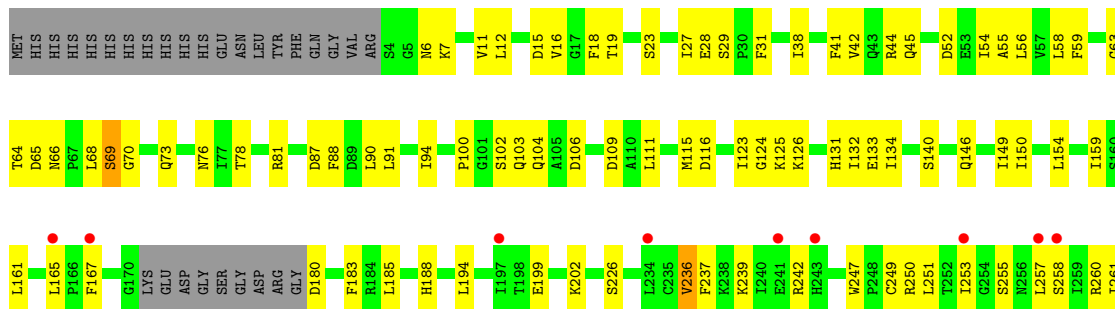 MET HIS HIS HIS HIS HIS HIS HIS HIS HIS HIS GLU ASN LEU TYR PHE GLN GLY VAL ARG S4 G5 N6 K7 V11 L12 D15 V16 G17 F18 T19 S23 I27 E28 S29 P30 F31 I38 F41 V42 Q43 R44 Q45 D52 E53 I54 A55 L56 V57 L58 F59 G63
T64 D65 N66 P67 L68 S69 G70 Q73 N76 I77 T78 R81 D87 F88 D89 L90 L91 I94 P100 G101 S102 Q103 Q104 A105 D106 D109 A110 L111 M115 D116 I123 G124 K125 K126 H131 I132 E133 I134 S140 Q146 I149 I150 L154 I159 S160
L161 L165 P166 F167 G170 LYS GLU ASP GLY SER GLY ASP ARG GLY D180 F183 R184 L185 H188 L194 I197 T198 E199 K202 S226 L234 C235 V236 F237 K238 K239 I240 E241 R242 H243 W247 P248 C249 R250 L251 T252 I253 G254 S255 N256 L257 S258 I259 R260 I261